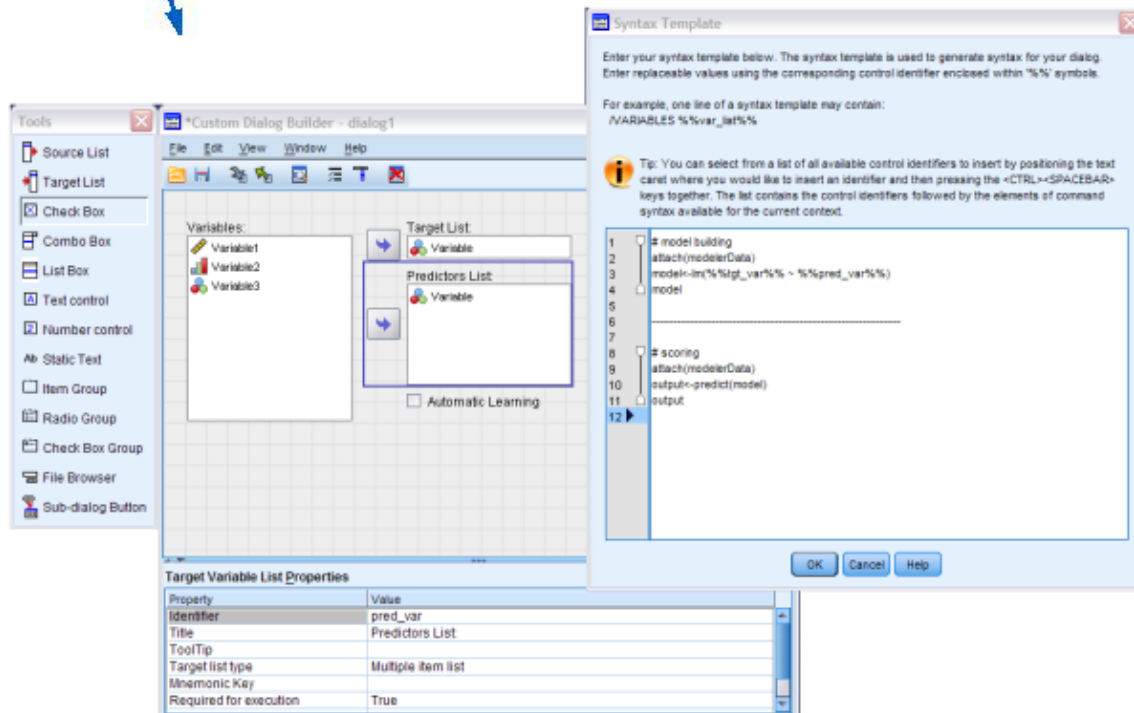 Syntax Template
Enter your syntax template below. The syntax template is used to generate syntax for your dialog.
Enter replaceable values using the corresponding control identifier enclosed within '%%' symbols.
For example, one line of a syntax template may contain:
/VARIABLES %%var_list%%
Tip: You can select from a list of all available control identifiers to insert by positioning the text
caret where you would like to insert an identifier and then pressing the <CTRL><SPACEBAR>
keys together. The list contains the control identifiers followed by the elements of command
syntax available for the current context.
1 # model building
2 attach(modelerData)
3 model<-lm(%%tgt_var%% ~ %%pred_var%%)
4 model
5
6 ----------------------------------------------------------------
7
8 # scoring
9 attach(modelerData)
10 output<-predict(model)
11 output
12
OK Cancel Help
Tools
Source List
Target List
Check Box
Combo Box
List Box
Text control
Number control
Ab Static Text
Item Group
Radio Group
Check Box Group
File Browser
Sub-dialog Button
*Custom Dialog Builder - dialog1
File Edit View Window Help
Variables:
Variable1
Variable2
Variable3
Target List:
Variable
Predictors List:
Variable
Automatic Learning
Target Variable List Properties
Property Value
Identifier pred_var
Title Predictors List:
ToolTip
Target list type Multiple item list
Mnemonic Key
Required for execution True